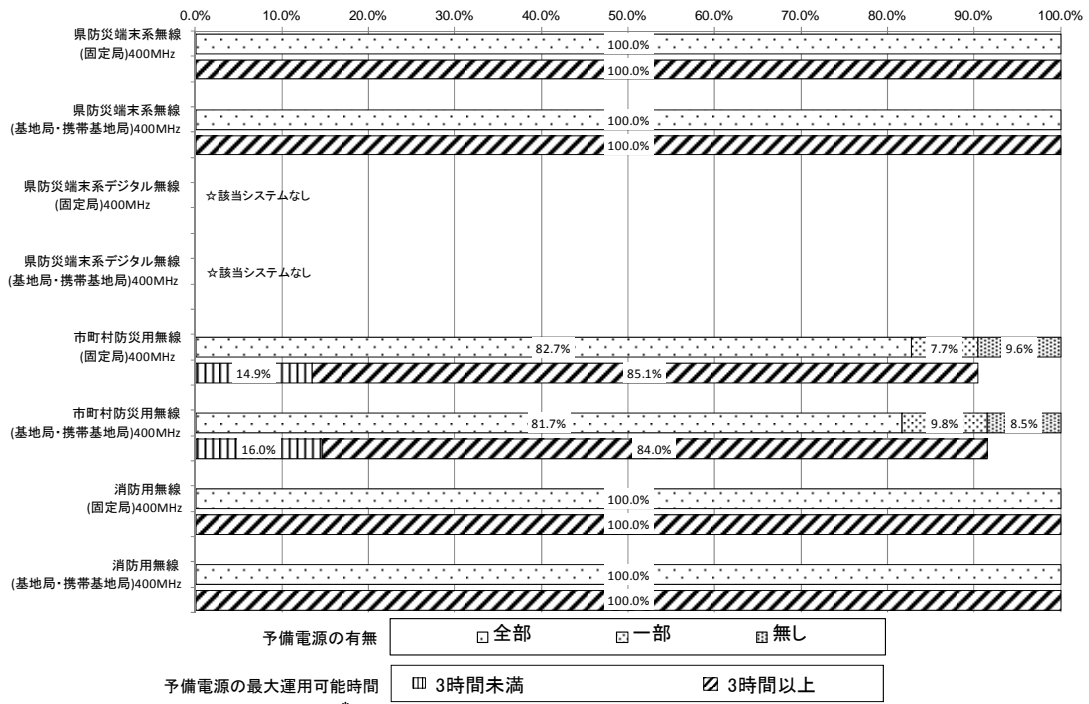 0.0% 10.0% 20.0% 30.0% 40.0% 50.0% 60.0% 70.0% 80.0% 90.0% 100.0%
県防災端末系無線
(固定局)400MHz
100.0%
100.0%
県防災端末系無線
(基地局・携帯基地局)400MHz
100.0%
100.0%
県防災端末系デジタル無線
(固定局)400MHz
☆該当システムなし
県防災端末系デジタル無線
(基地局・携帯基地局)400MHz
☆該当システムなし
市町村防災用無線
(固定局)400MHz
82.7% 7.7% 9.6%
14.9% 85.1%
市町村防災用無線
(基地局・携帯基地局)400MHz
81.7% 9.8% 8.5%
16.0% 84.0%
消防用無線
(固定局)400MHz
100.0%
100.0%
消防用無線
(基地局・携帯基地局)400MHz
100.0%
100.0%
予備電源の有無 全部 一部 無し
予備電源の最大運用可能時間 3時間未満 3時間以上
*